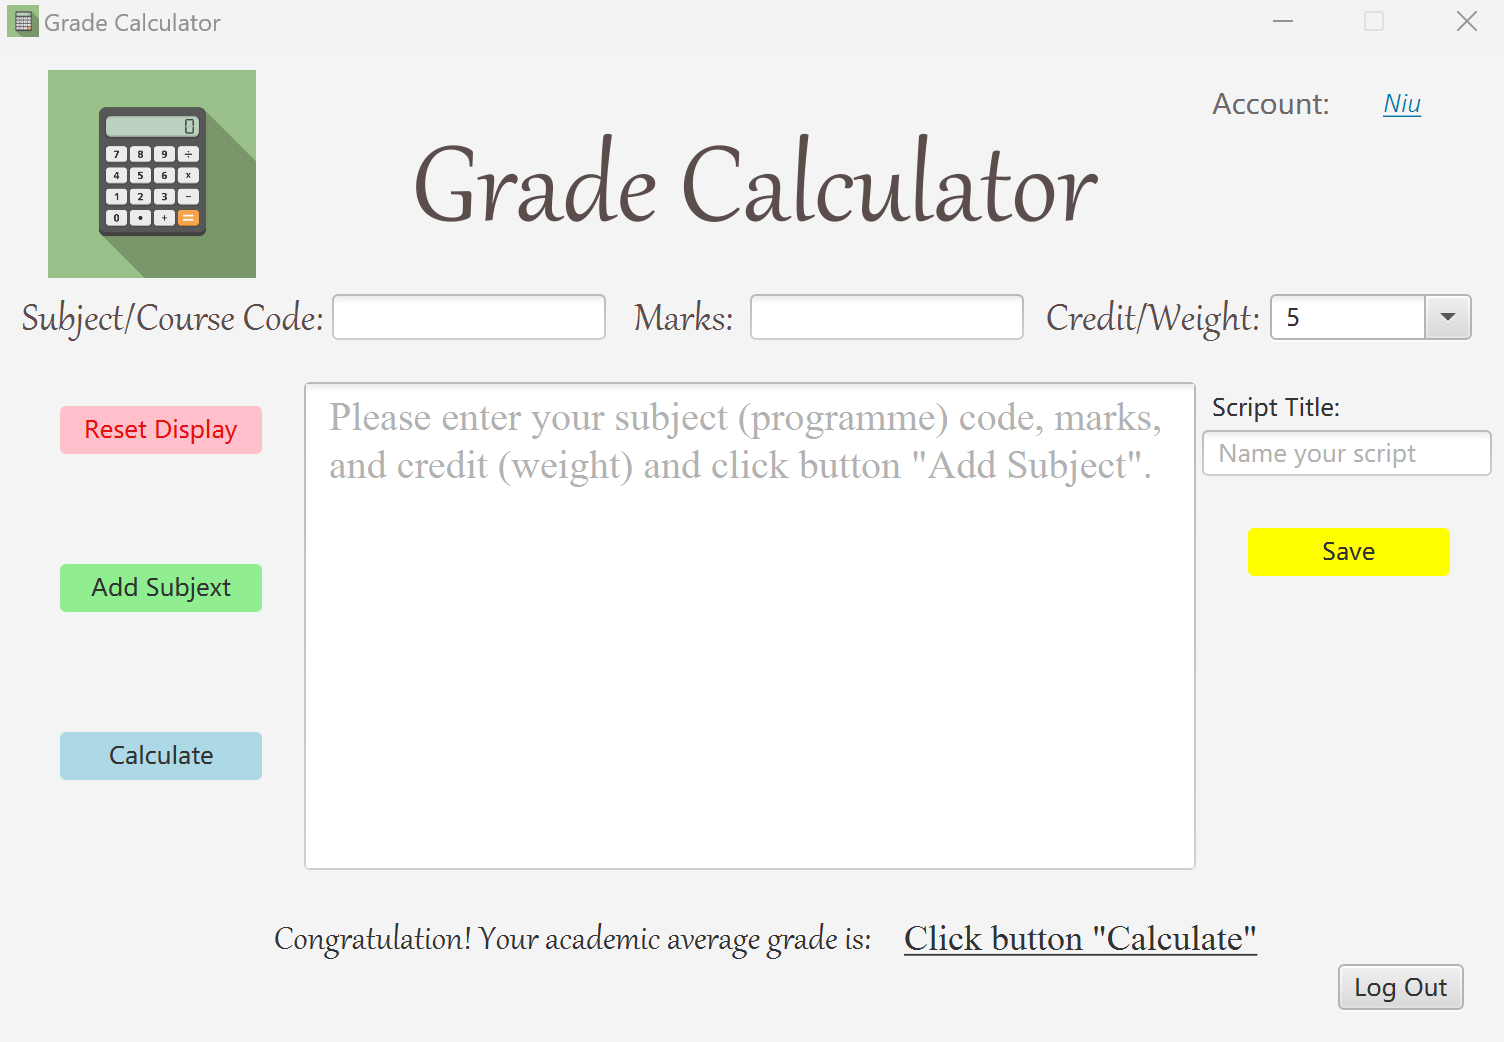 Grade Calculator
Account: Niu
0
7 8 9 ÷
4 5 6 x
1 2 3 −
0 • + =
Grade Calculator
Subject/Course Code: Marks: Credit/Weight: 5
Reset Display
Please enter your subject (programme) code, marks,
and credit (weight) and click button "Add Subject".
Script Title:
Name your script
Save
Add Subjext
Calculate
Congratulation! Your academic average grade is: Click button "Calculate"
Log Out